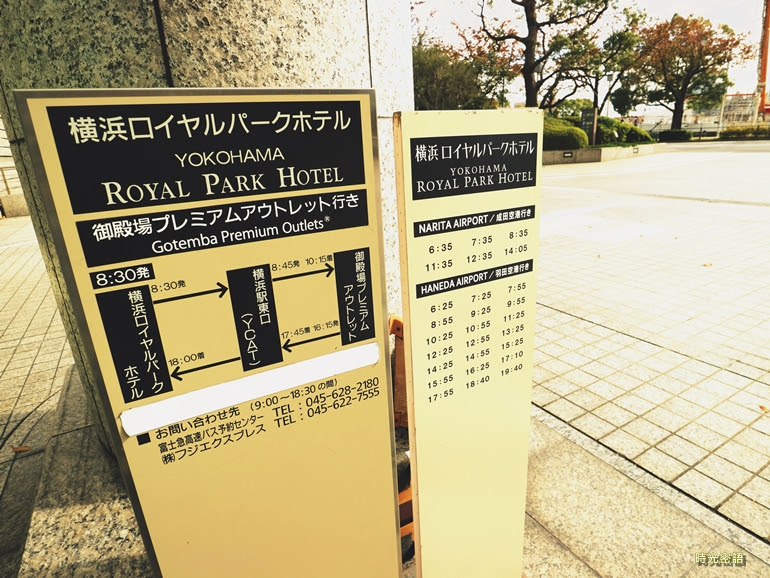 横浜ロイヤルパークホテル
YOKOHAMA
ROYAL PARK HOTEL
御殿場プレミアムアウトレット行き
Gotemba Premium Outlets®
8:30発
横浜ロイヤルパークホテル
8:30発
横浜駅東口(YCAT)
8:45発 10:15着
御殿場プレミアムアウトレット
17:45着 16:15発
18:00着
■ お問い合わせ先 (9:00〜18:30の間)
富士急高速バス予約センター TEL:045-628-2180
㈱フジエクスプレス TEL:045-622-7555
横浜ロイヤルパークホテル
YOKOHAMA
ROYAL PARK HOTEL
NARITA AIRPORT / 成田空港行き
6:35 7:35 8:35
11:35 12:35 14:05
HANEDA AIRPORT / 羽田空港行き
6:25 7:25 7:55
8:55 9:25 9:55
10:25 10:55 11:25
12:25 12:55 13:25
14:25 14:55 15:25
15:55 16:25 17:10
17:55 18:40 19:40
時光密語